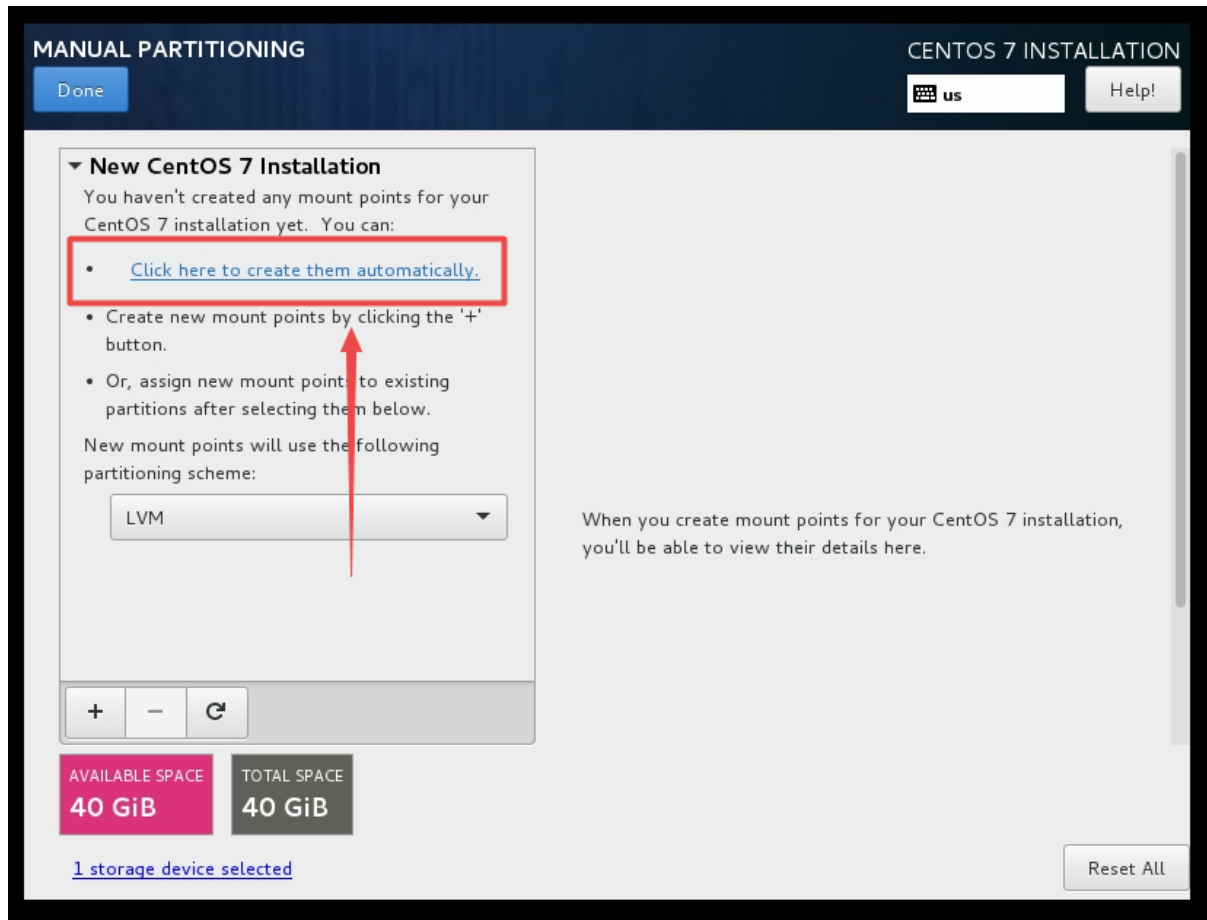 MANUAL PARTITIONING
CENTOS 7 INSTALLATION
Done
us
Help!
New CentOS 7 Installation
You haven't created any mount points for your
CentOS 7 installation yet. You can:
• Click here to create them automatically.
• Create new mount points by clicking the '+'
button.
• Or, assign new mount points to existing
partitions after selecting them below.
New mount points will use the following
partitioning scheme:
LVM
When you create mount points for your CentOS 7 installation,
you'll be able to view their details here.
+ −
AVAILABLE SPACE
40 GiB
TOTAL SPACE
40 GiB
1 storage device selected
Reset All